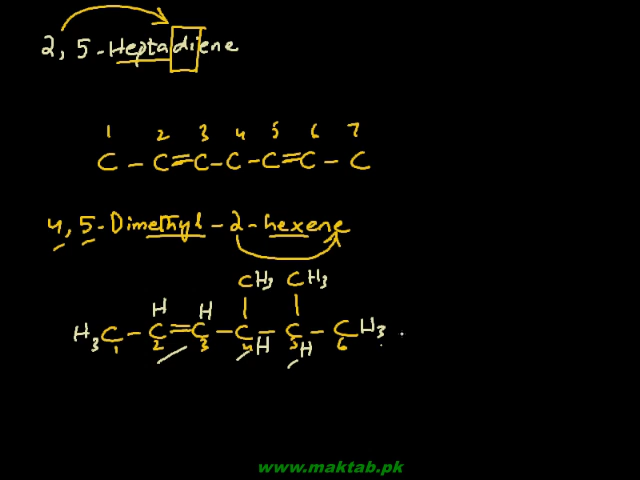 2, 5-Heptadiene
1 2 3 4 5 6 7
C - C = C - C - C = C - C
4, 5-Dimethyl-2-hexene
CH3 CH3
H H
H3C - C = C - C - C - CH3
1 2 3 4 H 5 H 6
www.maktab.pk